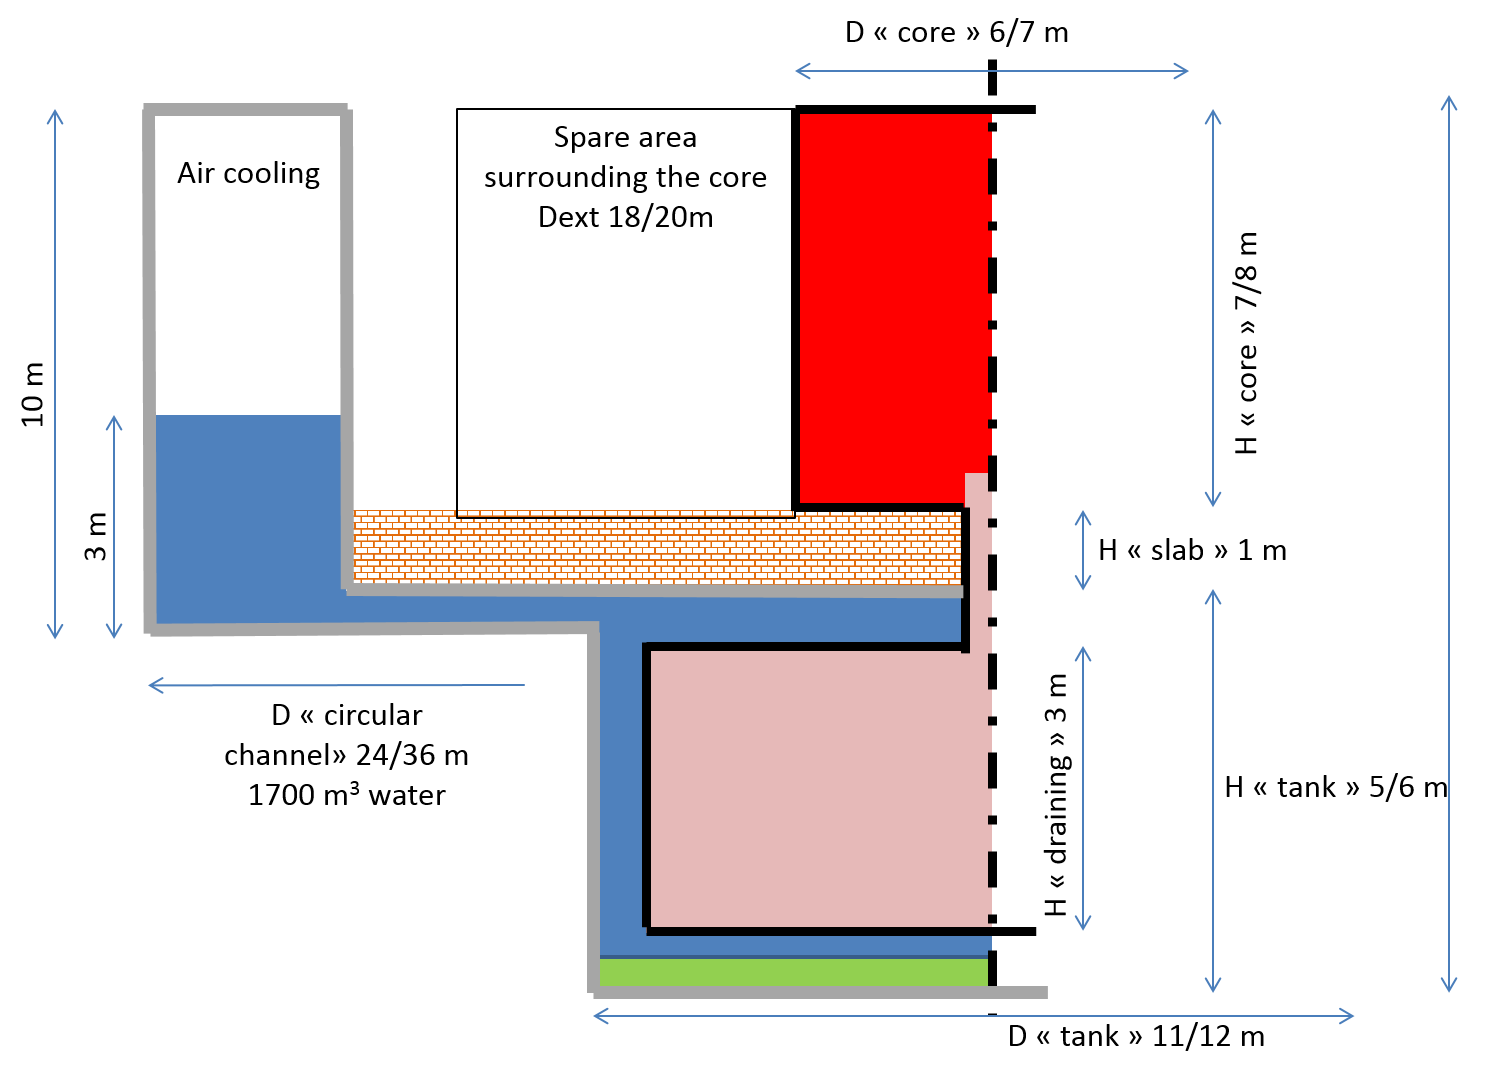 D « core » 6/7 m
Air cooling
Spare area
surrounding the core
Dext 18/20m
10 m
3 m
H « core » 7/8 m
H « slab » 1 m
D « circular
channel» 24/36 m
1700 m³ water
H « draining » 3 m
H « tank » 5/6 m
D « tank » 11/12 m